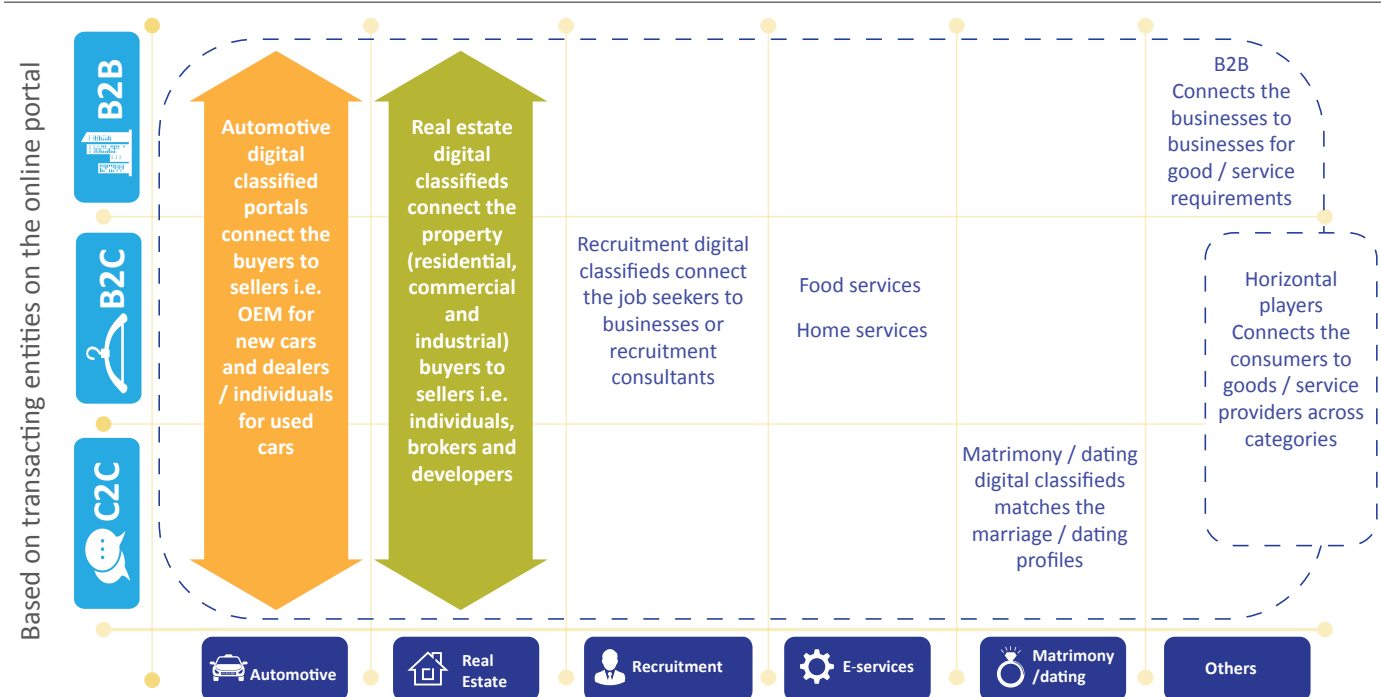 Based on transacting entities on the online portal
B2B
B2C
C2C
Automotive
digital
classified
portals
connect the
buyers to
sellers i.e.
OEM for
new cars
and dealers
/ individuals
for used
cars
Real estate
digital
classifieds
connect the
property
(residential,
commercial
and
industrial)
buyers to
sellers i.e.
individuals,
brokers and
developers
Recruitment digital
classifieds connect
the job seekers to
businesses or
recruitment
consultants
Food services
Home services
Matrimony / dating
digital classifieds
matches the
marriage / dating
profiles
B2B
Connects the
businesses to
businesses for
good / service
requirements
Horizontal
players
Connects the
consumers to
goods / service
providers across
categories
Automotive
Real
Estate
Recruitment
E-services
Matrimony
/dating
Others